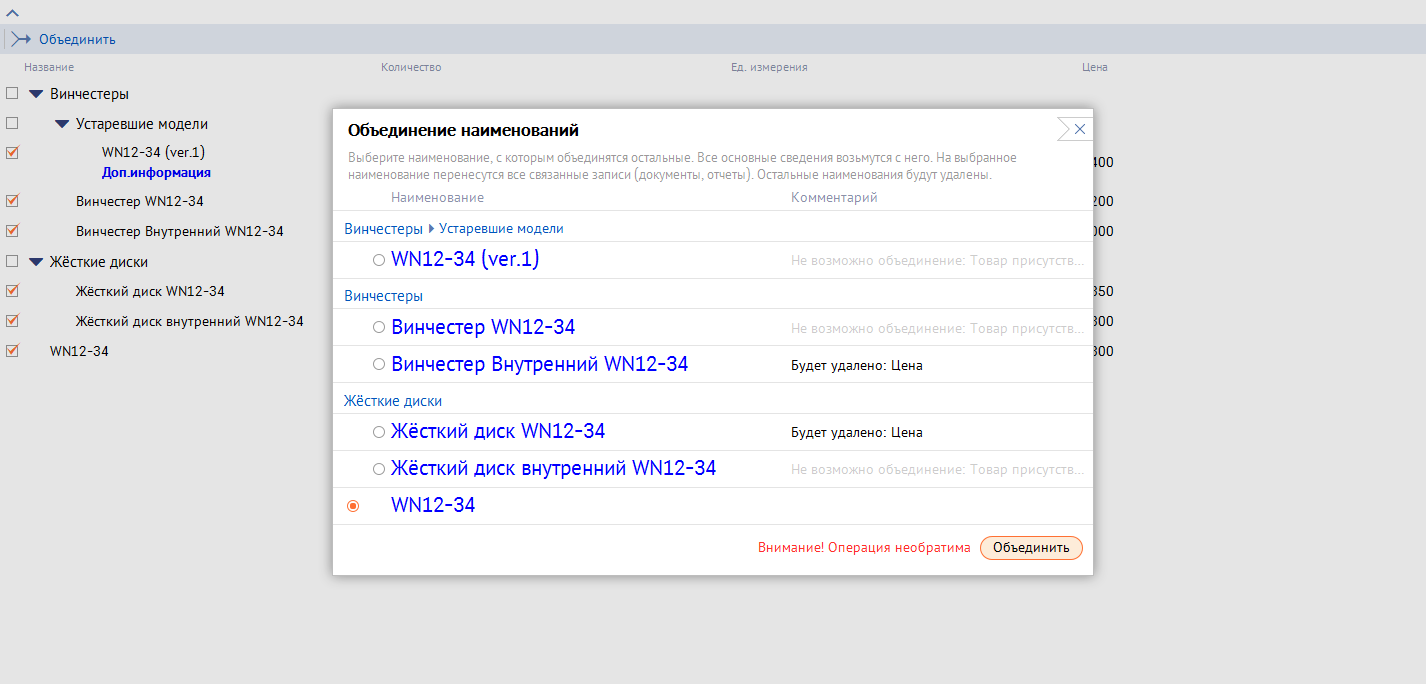 Объединить
Название Количество Ед. измерения Цена
Винчестеры
Устаревшие модели
WN12-34 (ver.1)
Доп.информация
400
Винчестер WN12-34
200
Винчестер Внутренний WN12-34
000
Жёсткие диски
Жёсткий диск WN12-34
350
Жёсткий диск внутренний WN12-34
300
WN12-34
300
Объединение наименований
Выберите наименование, с которым объединятся остальные. Все основные сведения возьмутся с него. На выбранное
наименование перенесутся все связанные записи (документы, отчеты). Остальные наименования будут удалены.
Наименование Комментарий
Винчестеры Устаревшие модели
WN12-34 (ver.1) Не возможно объединение: Товар присутств...
Винчестеры
Винчестер WN12-34 Не возможно объединение: Товар присутств...
Винчестер Внутренний WN12-34 Будет удалено: Цена
Жёсткие диски
Жёсткий диск WN12-34 Будет удалено: Цена
Жёсткий диск внутренний WN12-34 Не возможно объединение: Товар присутств...
WN12-34
Внимание! Операция необратима Объединить